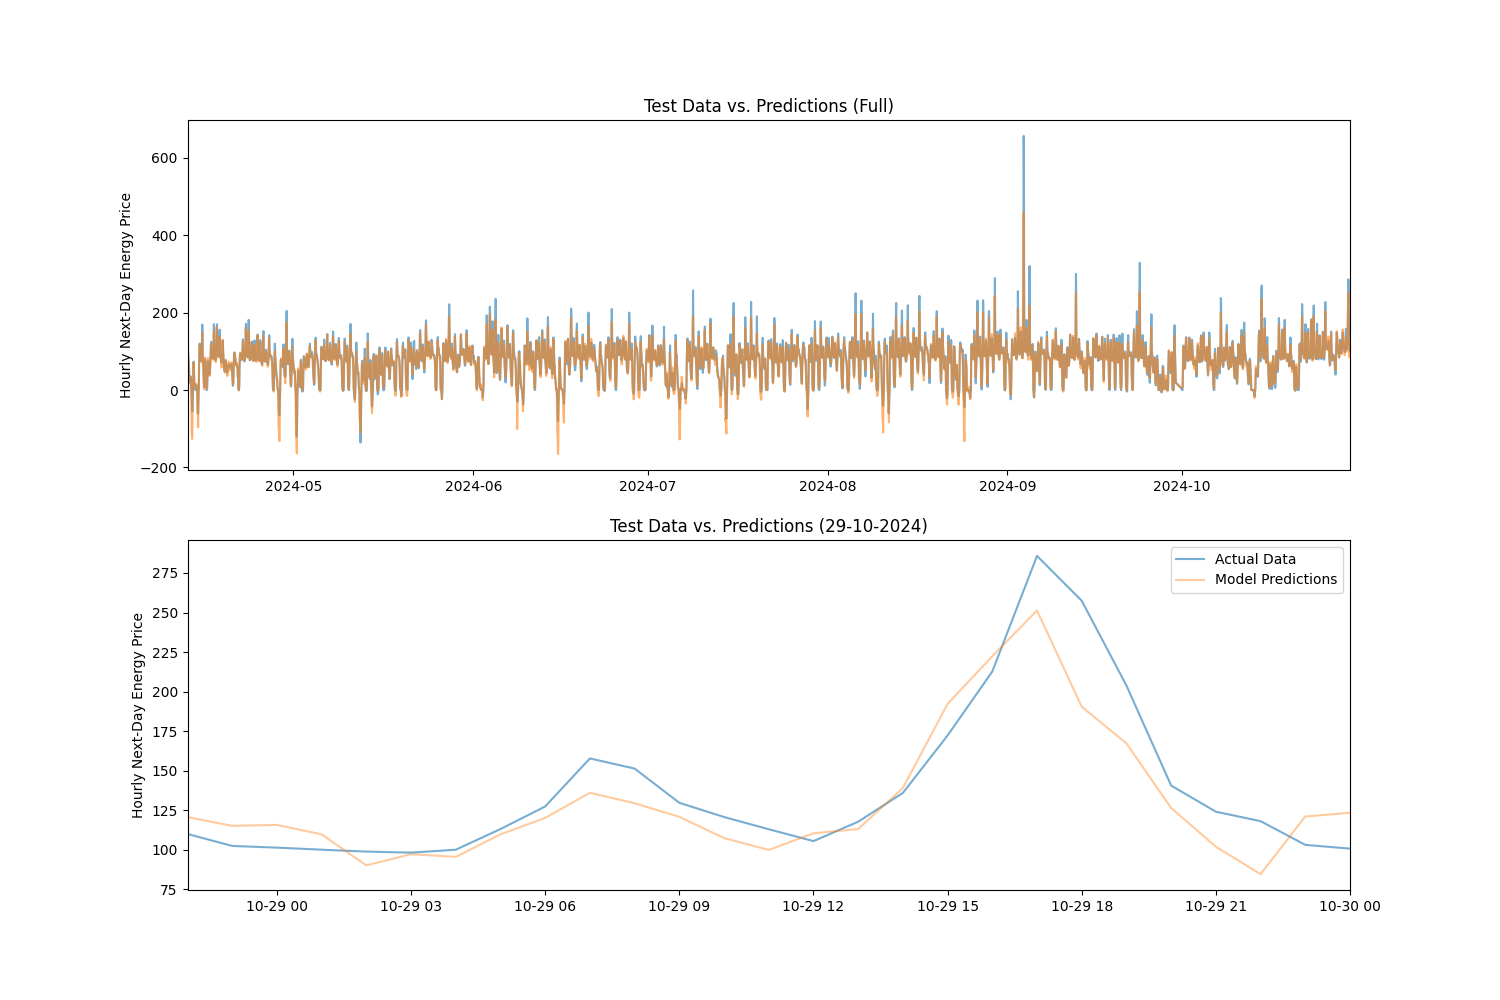 Test Data vs. Predictions (Full)
Hourly Next-Day Energy Price
600
400
200
0
−200
2024-05 2024-06 2024-07 2024-08 2024-09 2024-10
Test Data vs. Predictions (29-10-2024)
Hourly Next-Day Energy Price
275
250
225
200
175
150
125
100
75
Actual Data
Model Predictions
10-29 00 10-29 03 10-29 06 10-29 09 10-29 12 10-29 15 10-29 18 10-29 21 10-30 00